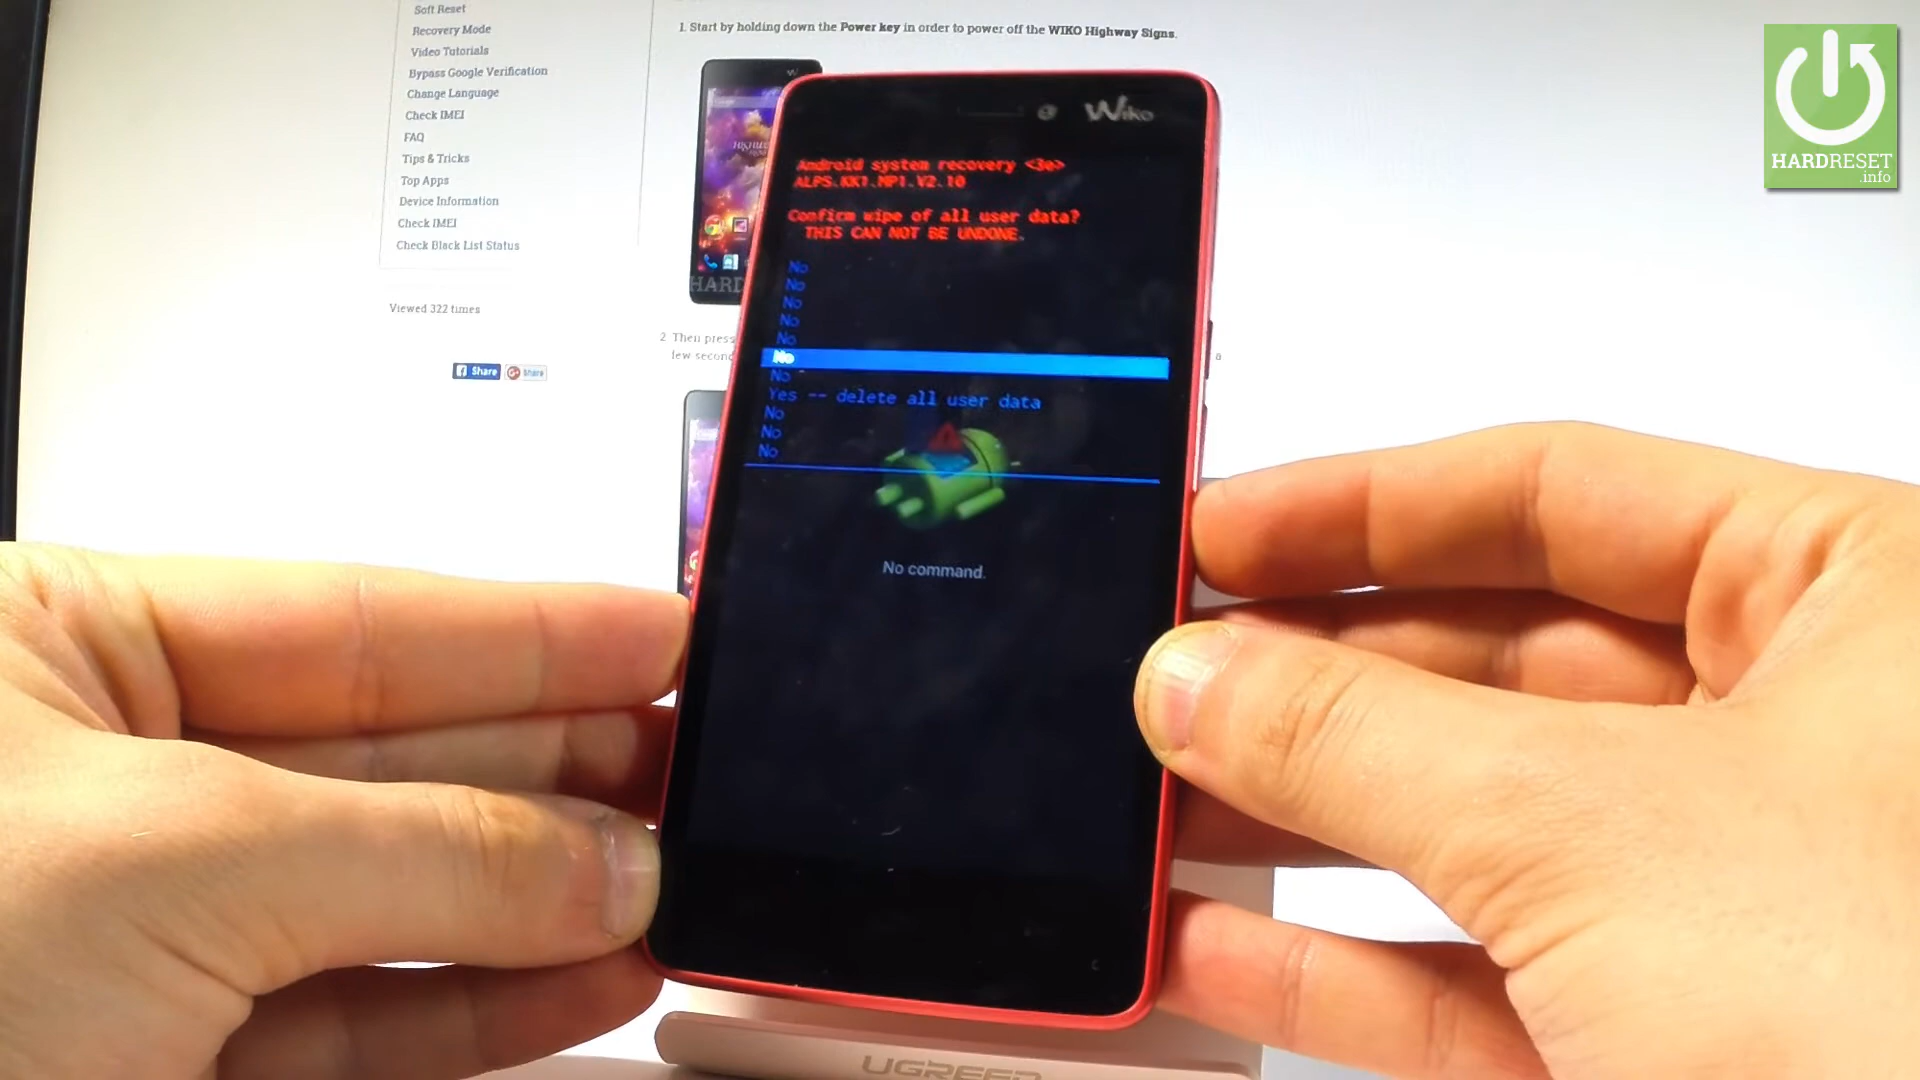 Soft Reset
Recovery Mode
Video Tutorials
Bypass Google Verification
Change Language
Check IMEI
FAQ
Tips & Tricks
Top Apps
Device Information
Check IMEI
Check Black List Status
Viewed 322 times
Share
Share
1. Start by holding down the Power key in order to power off the WIKO Highway Signs.
HARD
2 Then press
few second
a
Wiko
Android system recovery <3e>
ALPS.KK1.MP1.V2.10
Confirm wipe of all user data?
THIS CAN NOT BE UNDONE.
No
No
No
No
No
No
No
Yes -- delete all user data
No
No
No
No command.
UGREEN
HARDRESET
.info